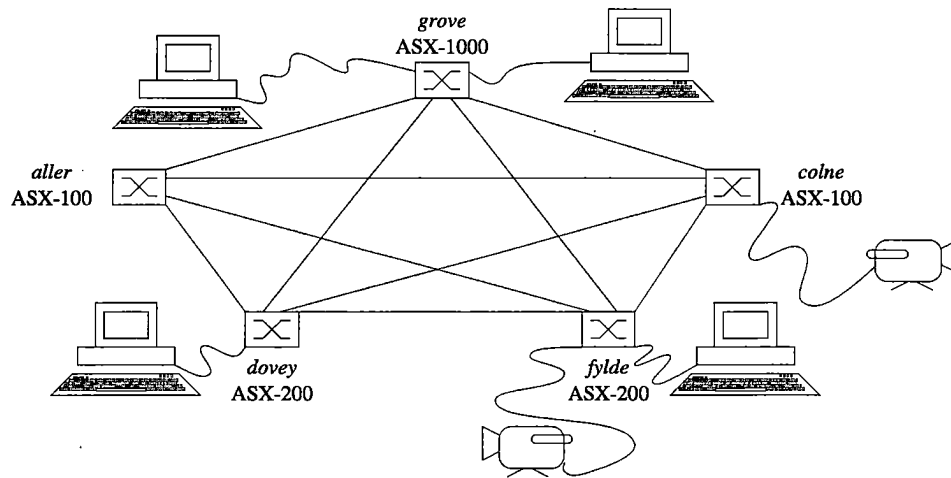 grove
ASX-1000
aller
ASX-100
colne
ASX-100
dovey
ASX-200
fylde
ASX-200